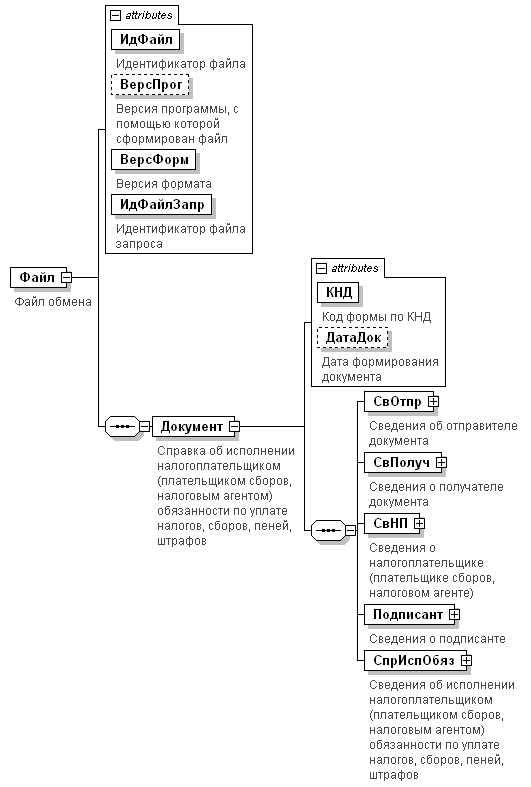 attributes
ИдФайл
Идентификатор файла
ВерсПрог
Версия программы, с
помощью которой
сформирован файл
ВерсФорм
Версия формата
ИдФайлЗапр
Идентификатор файла
запроса
Файл
Файл обмена
attributes
КНД
Код формы по КНД
ДатаДок
Дата формирования
документа
Документ
Справка об исполнении
налогоплательщиком
(плательщиком сборов,
налоговым агентом)
обязанности по уплате
налогов, сборов, пеней,
штрафов
СвОтпр
Сведения об отправителе
документа
СвПолуч
Сведения о получателе
документа
СвНП
Сведения о
налогоплательщике
(плательщике сборов,
налоговом агенте)
Подписант
Сведения о подписанте
СпрИспОбяз
Сведения об исполнении
налогоплательщиком
(плательщиком сборов,
налоговым агентом)
обязанности по уплате
налогов, сборов, пеней,
штрафов